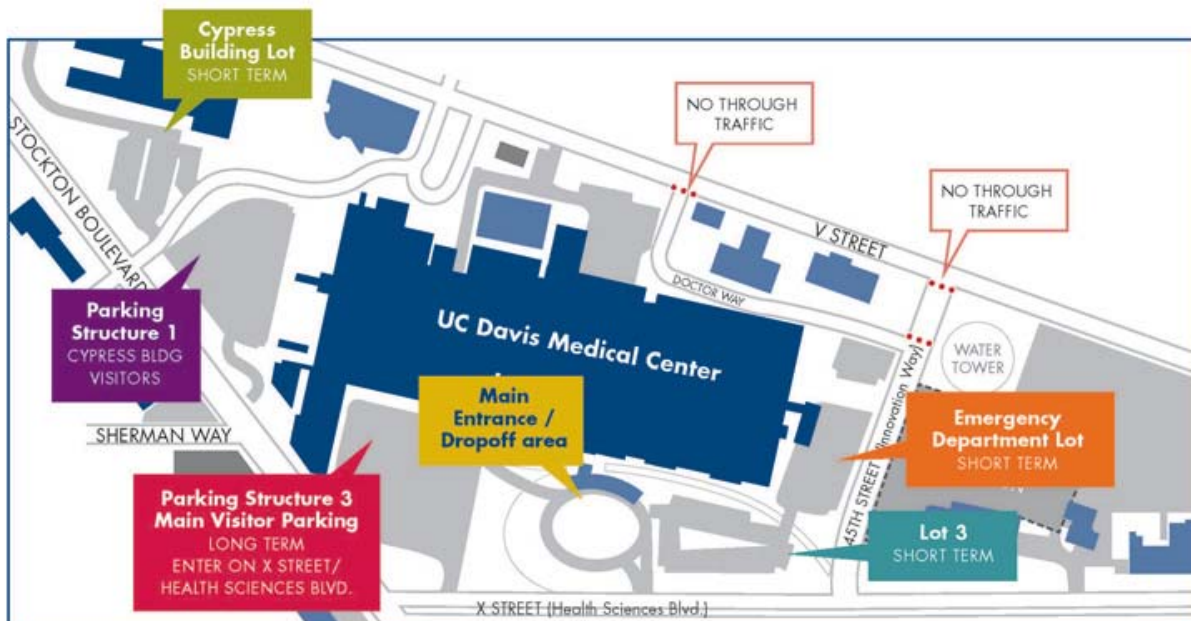 Cypress
Building Lot
SHORT TERM
NO THROUGH
TRAFFIC
NO THROUGH
TRAFFIC
STOCKTON BOULEVARD
V STREET
DOCTOR WAY
Parking
Structure 1
CYPRESS BLDG
VISITORS
UC Davis Medical Center
WATER
TOWER
Main
Entrance /
Dropoff area
45TH STREET (Innovation Way)
Emergency
Department Lot
SHORT TERM
SHERMAN WAY
Parking Structure 3
Main Visitor Parking
LONG TERM
ENTER ON X STREET/
HEALTH SCIENCES BLVD.
Lot 3
SHORT TERM
X STREET (Health Sciences Blvd.)